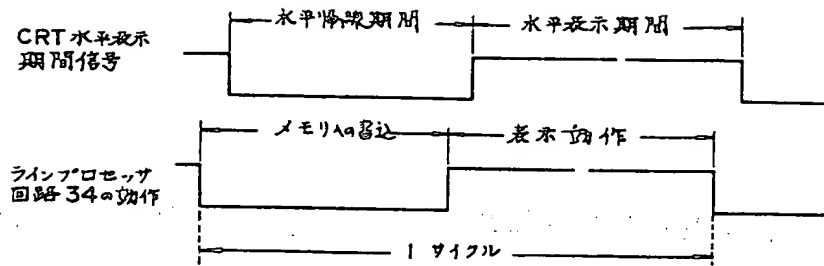 水平帰線期間
水平表示期間
CRT水平表示
期間信号
メモリへの書込
表示動作
ラインプロセッサ
回路34の動作
1サイクル